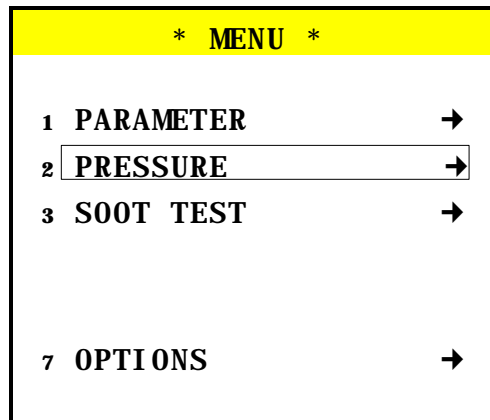 * MENU *
1 PARAMETER →
2 PRESSURE →
3 SOOT TEST →
7 OPTIONS →